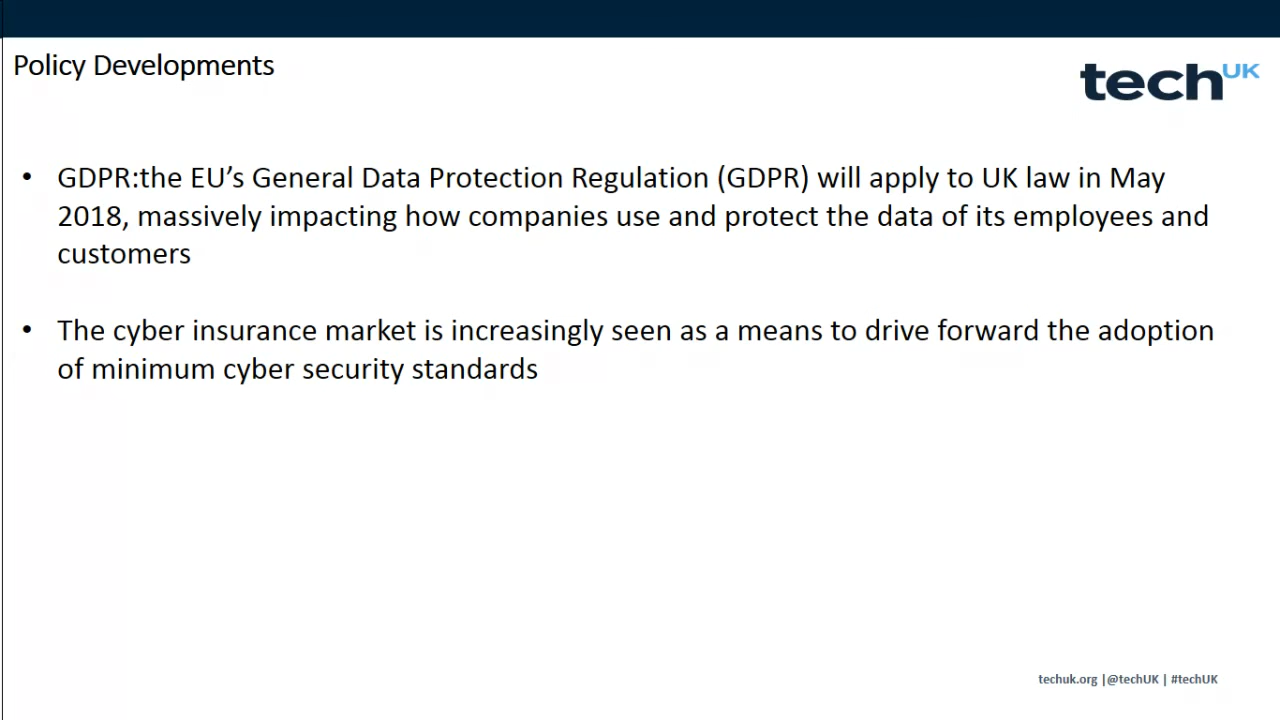 Policy Developments
techUK
• GDPR:the EU’s General Data Protection Regulation (GDPR) will apply to UK law in May
2018, massively impacting how companies use and protect the data of its employees and
customers
• The cyber insurance market is increasingly seen as a means to drive forward the adoption
of minimum cyber security standards
techuk.org |@techUK | #techUK